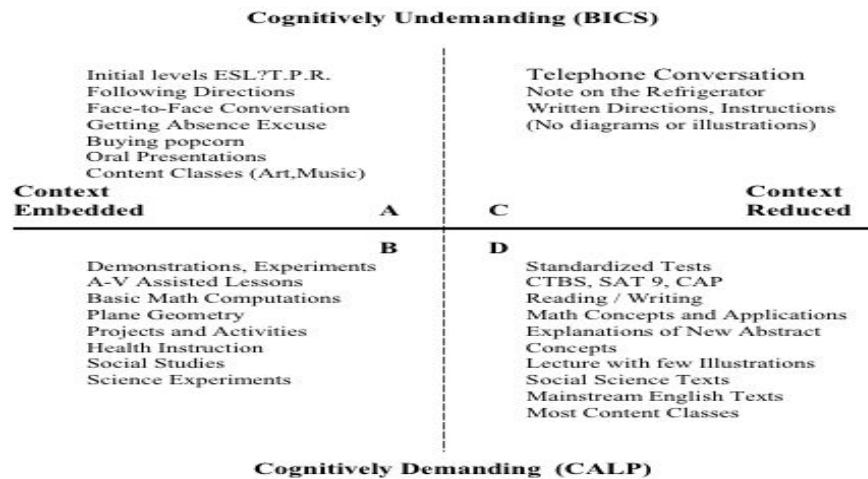 Cognitively Undemanding (BICS)
Initial levels ESL?T.P.R.
Following Directions
Face-to-Face Conversation
Getting Absence Excuse
Buying popcorn
Oral Presentations
Content Classes (Art,Music)
Telephone Conversation
Note on the Refrigerator
Written Directions, Instructions
(No diagrams or illustrations)
Context
Embedded
A
C
Context
Reduced
B
D
Demonstrations, Experiments
A-V Assisted Lessons
Basic Math Computations
Plane Geometry
Projects and Activities
Health Instruction
Social Studies
Science Experiments
Standardized Tests
CTBS, SAT 9, CAP
Reading / Writing
Math Concepts and Applications
Explanations of New Abstract
Concepts
Lecture with few Illustrations
Social Science Texts
Mainstream English Texts
Most Content Classes
Cognitively Demanding (CALP)